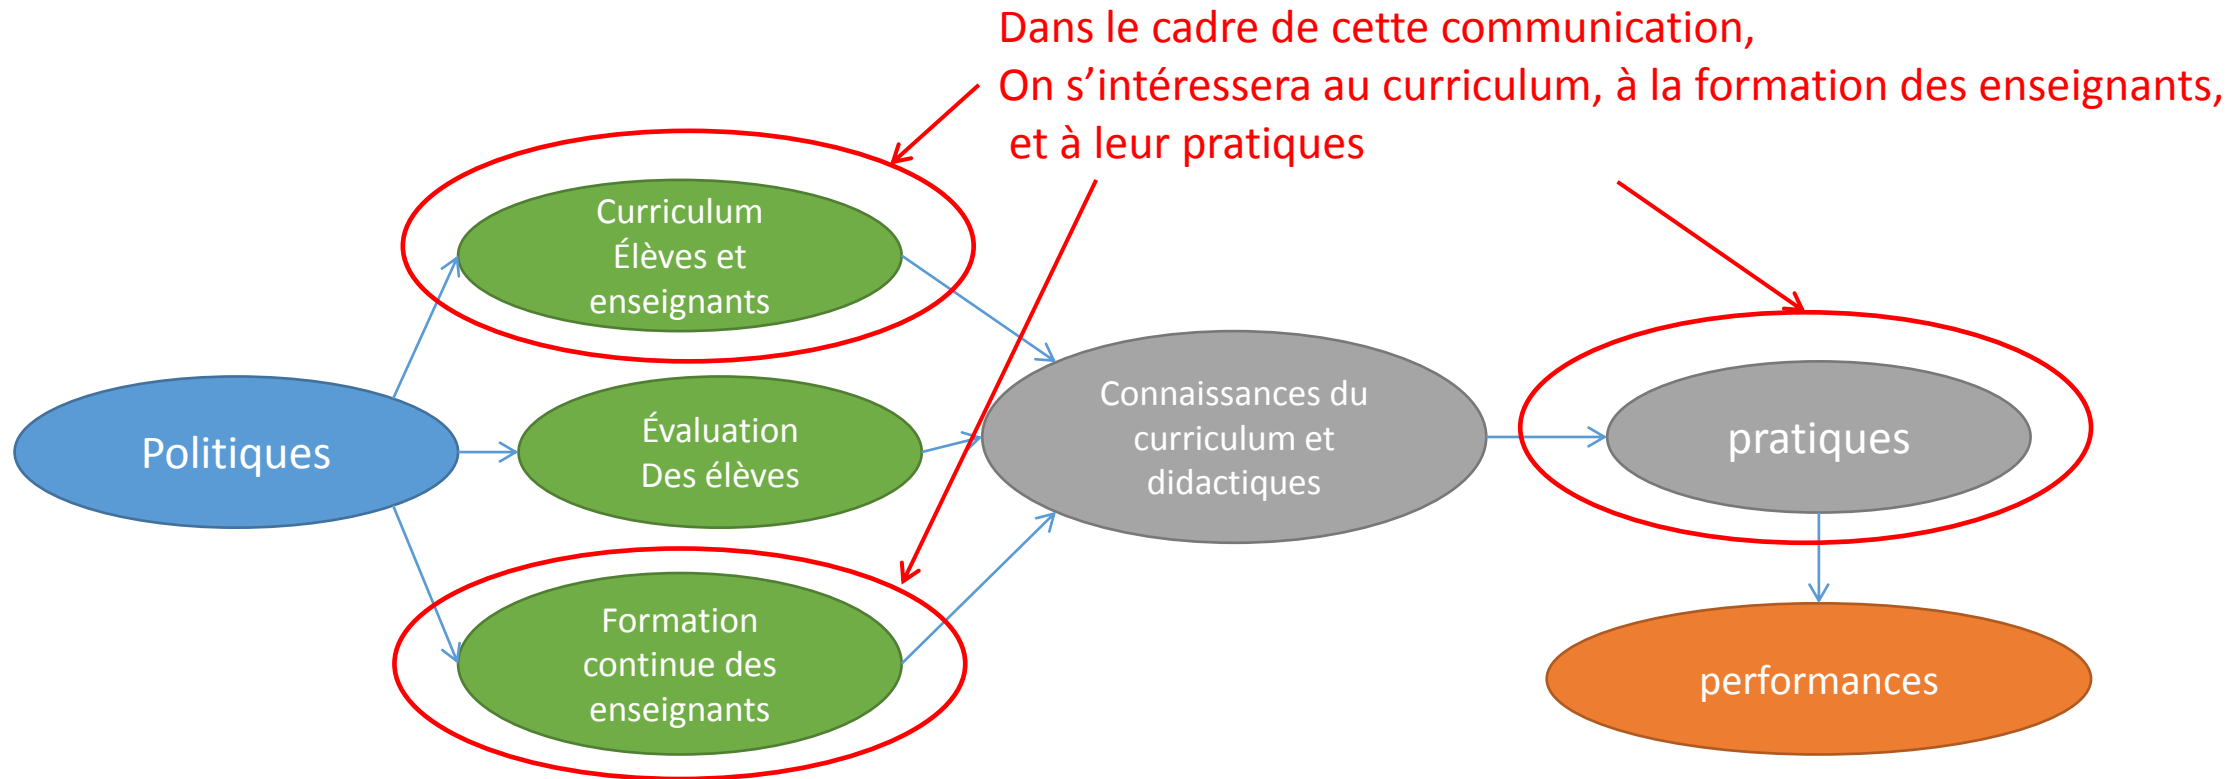 Dans le cadre de cette communication,
On s’intéressera au curriculum, à la formation des enseignants,
et à leur pratiques
Curriculum
Élèves et
enseignants
Politiques
Évaluation
Des élèves
Connaissances du
curriculum et
didactiques
pratiques
Formation
continue des
enseignants
performances